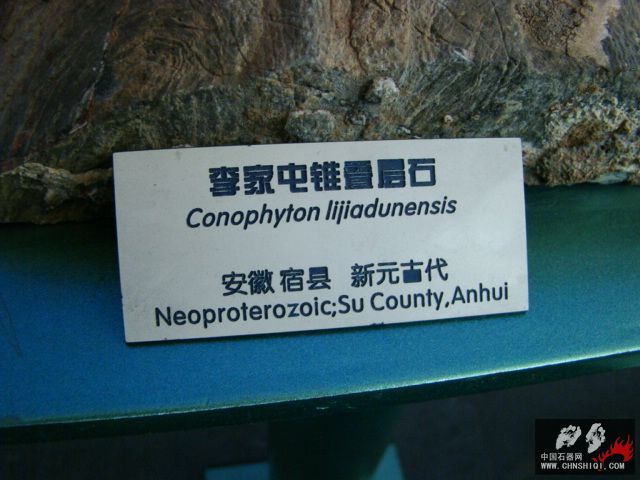 李家屯锥叠层石
Conophyton lijiadunensis
安徽 宿县 新元古代
Neoproterozoic;Su County,Anhui
中国石器网
WWW.CHNSHIQI.COM